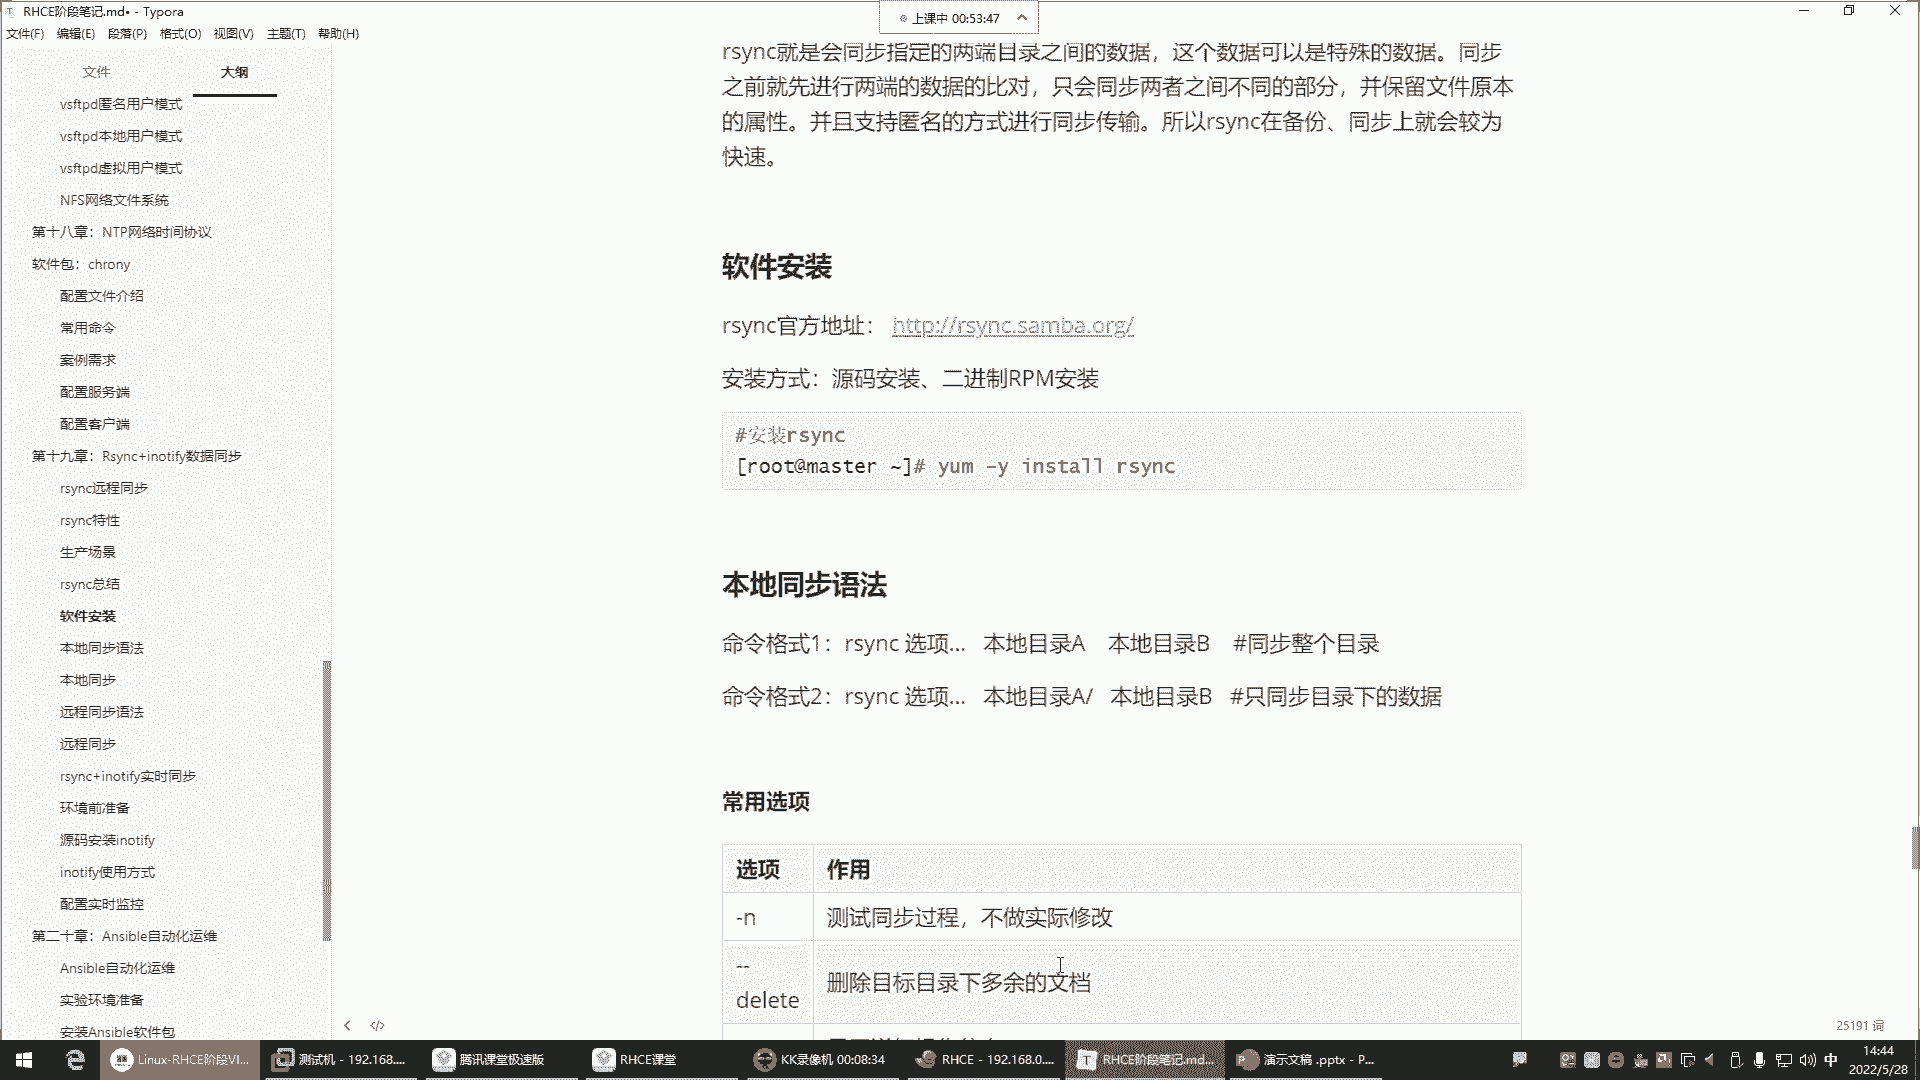 RHCE阶段笔记.md• - Typora
上课中 00:53:47
文件(F) 编辑(E) 段落(P) 格式(O) 视图(V) 主题(T) 帮助(H)
文件 大纲
vsftpd匿名用户模式
vsftpd本地用户模式
vsftpd虚拟用户模式
NFS网络文件系统
第十八章：NTP网络时间协议
软件包：chrony
配置文件介绍
常用命令
案例需求
配置服务端
配置客户端
第十九章：Rsync+inotify数据同步
rsync远程同步
rsync特性
生产场景
rsync总结
软件安装
本地同步语法
本地同步
远程同步语法
远程同步
rsync+inotify实时同步
环境前准备
源码安装inotify
inotify使用方式
配置实时监控
第二十章：Ansible自动化运维
Ansible自动化运维
实验环境准备
安装Ansible软件包
rsync就是会同步指定的两端目录之间的数据，这个数据可以是特殊的数据。同步
之前就先进行两端的数据的比对，只会同步两者之间不同的部分，并保留文件原本
的属性。并且支持匿名的方式进行同步传输。所以rsync在备份、同步上就会较为
快速。
软件安装
rsync官方地址： http://rsync.samba.org/
安装方式：源码安装、二进制RPM安装
#安装rsync
[root@master ~]# yum -y install rsync
本地同步语法
命令格式1：rsync 选项... 本地目录A 本地目录B #同步整个目录
命令格式2：rsync 选项... 本地目录A/ 本地目录B #只同步目录下的数据
常用选项
选项 作用
-n 测试同步过程，不做实际修改
--
delete 删除目标目录下多余的文档
25191 词
Linux-RHCE阶段VI... 测试机 - 192.168.... 腾讯课堂极速版 RHCE课堂 KK录像机 00:08:34 RHCE - 192.168.0.... RHCE阶段笔记.md... 演示文稿 .pptx - P... 中 14:44
2022/5/28